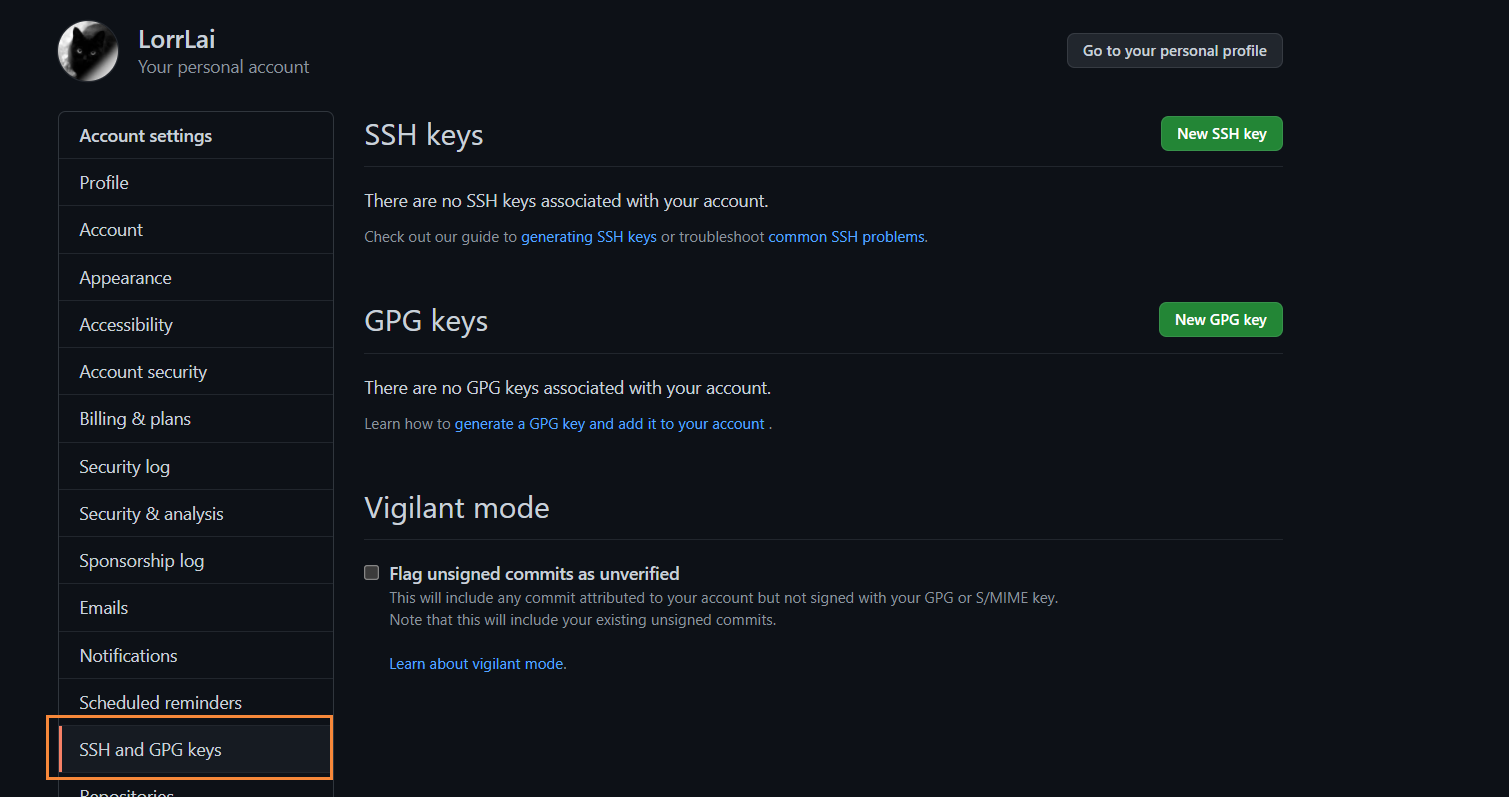 LorrLai
Your personal account
Go to your personal profile
Account settings
Profile
Account
Appearance
Accessibility
Account security
Billing & plans
Security log
Security & analysis
Sponsorship log
Emails
Notifications
Scheduled reminders
SSH and GPG keys
Repositories
SSH keys
New SSH key
There are no SSH keys associated with your account.
Check out our guide to generating SSH keys or troubleshoot common SSH problems.
GPG keys
New GPG key
There are no GPG keys associated with your account.
Learn how to generate a GPG key and add it to your account .
Vigilant mode
Flag unsigned commits as unverified
This will include any commit attributed to your account but not signed with your GPG or S/MIME key.
Note that this will include your existing unsigned commits.
Learn about vigilant mode.